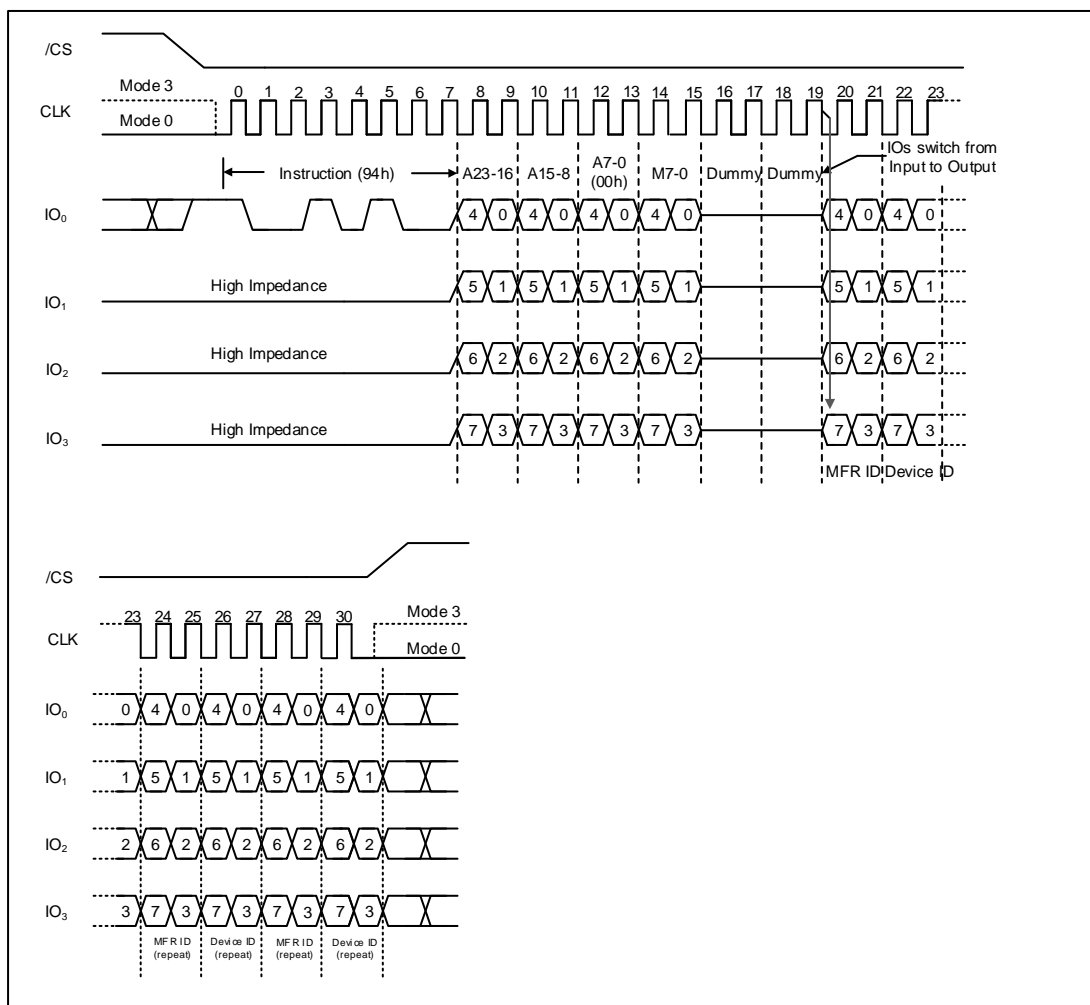 /CS
Mode 3
0 1 2 3 4 5 6 7 8 9 10 11 12 13 14 15 16 17 18 19 20 21 22 23
CLK
Mode 0
IOs switch from
Input to Output
Instruction (94h) A23-16 A15-8 A7-0 (00h) M7-0 Dummy Dummy
IO0 4 0 4 0 4 0 4 0 4 0 4 0
High Impedance
IO1 5 1 5 1 5 1 5 1 5 1 5 1
High Impedance
IO2 6 2 6 2 6 2 6 2 6 2 6 2
High Impedance
IO3 7 3 7 3 7 3 7 3 7 3 7 3
MFR ID Device ID
/CS
23 24 25 26 27 28 29 30 Mode 3
CLK
Mode 0
IO0 0 4 0 4 0 4 0 4 0
IO1 1 5 1 5 1 5 1 5 1
IO2 2 6 2 6 2 6 2 6 2
IO3 3 7 3 7 3 7 3 7 3
MFR ID Device ID MFR ID Device ID
(repeat) (repeat) (repeat) (repeat)